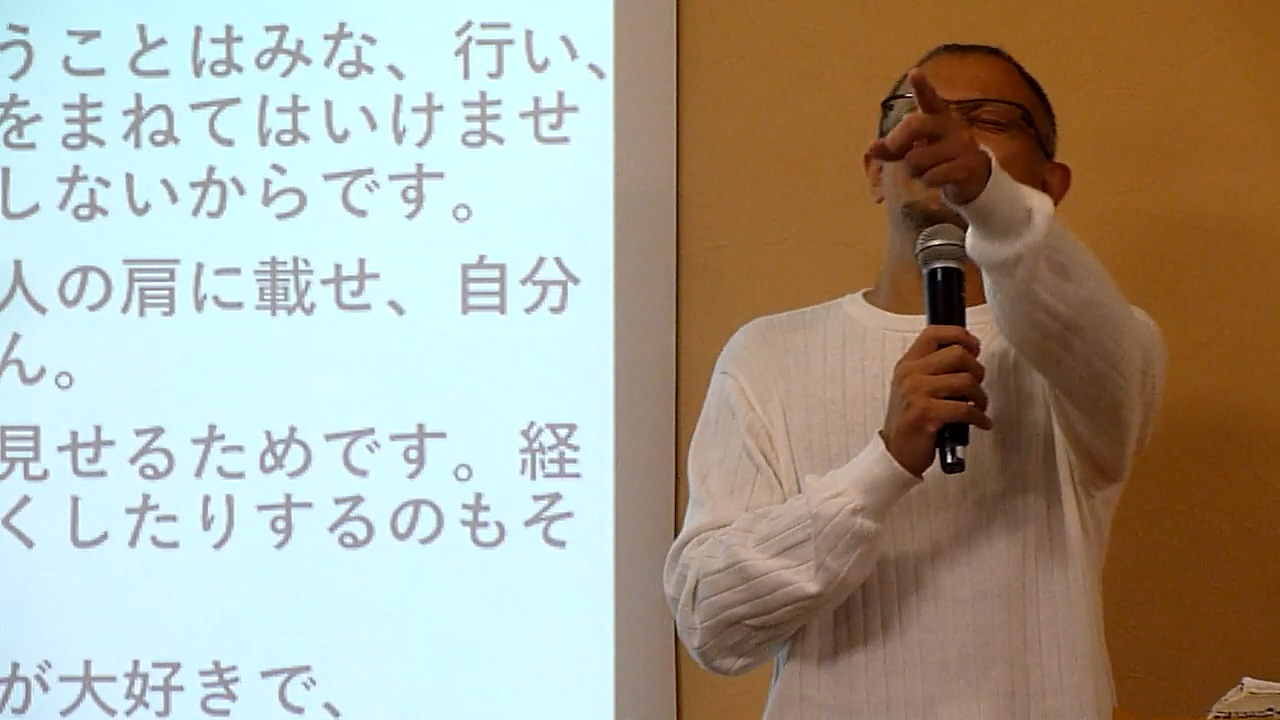 うことはみな、行い、
をまねてはいけませ
しないからです。
人の肩に載せ、自分
ん。
見せるためです。経
くしたりするのもそ
が大好きで、